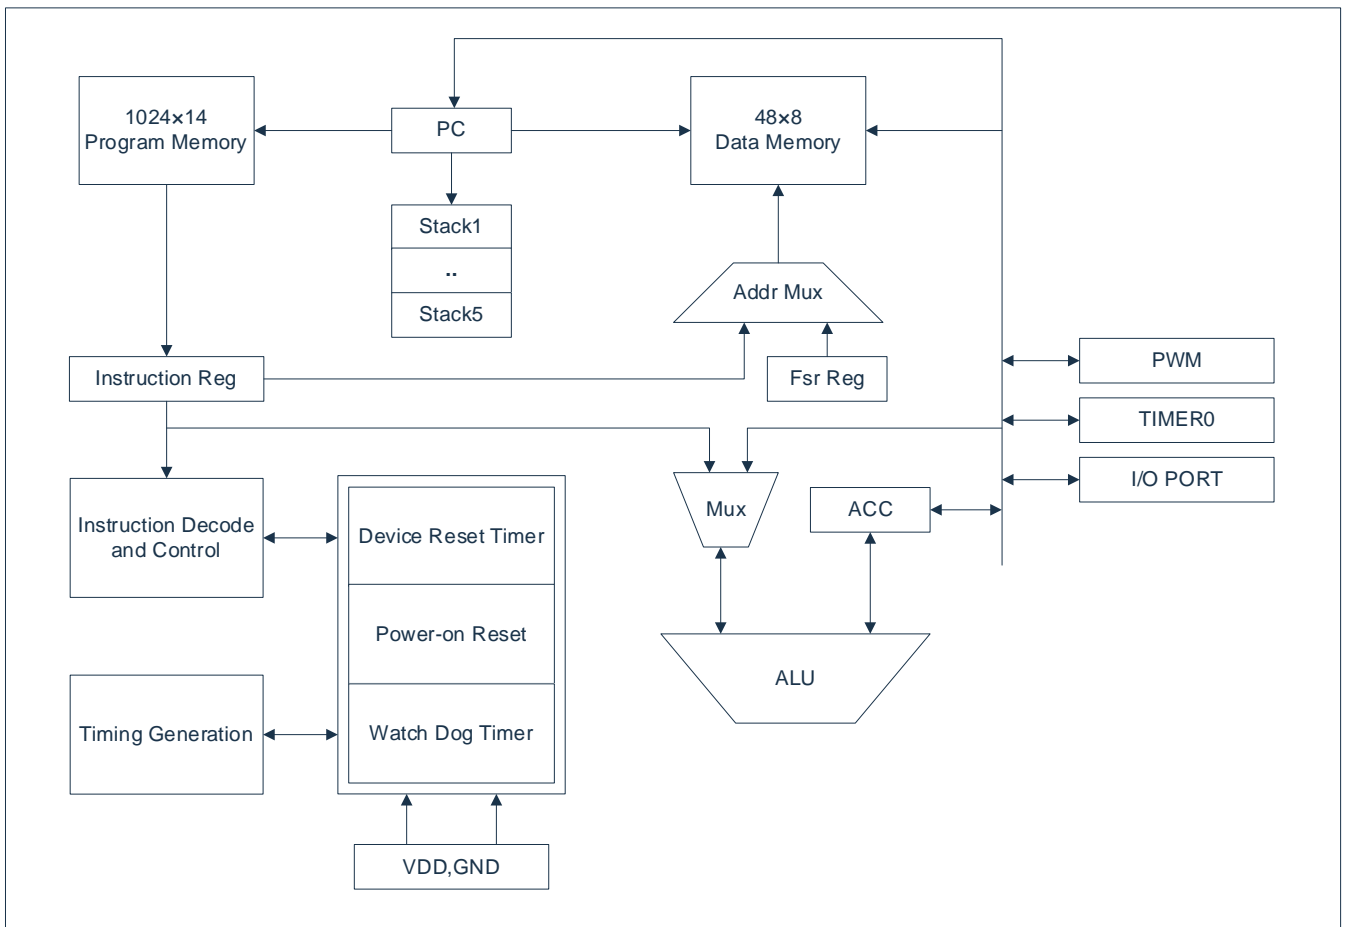 1024×14
Program Memory
PC
48×8
Data Memory
Stack1
..
Stack5
Addr Mux
Instruction Reg
Fsr Reg
PWM
TIMER0
I/O PORT
Instruction Decode
and Control
Device Reset Timer
Mux
ACC
Power-on Reset
ALU
Timing Generation
Watch Dog Timer
VDD,GND